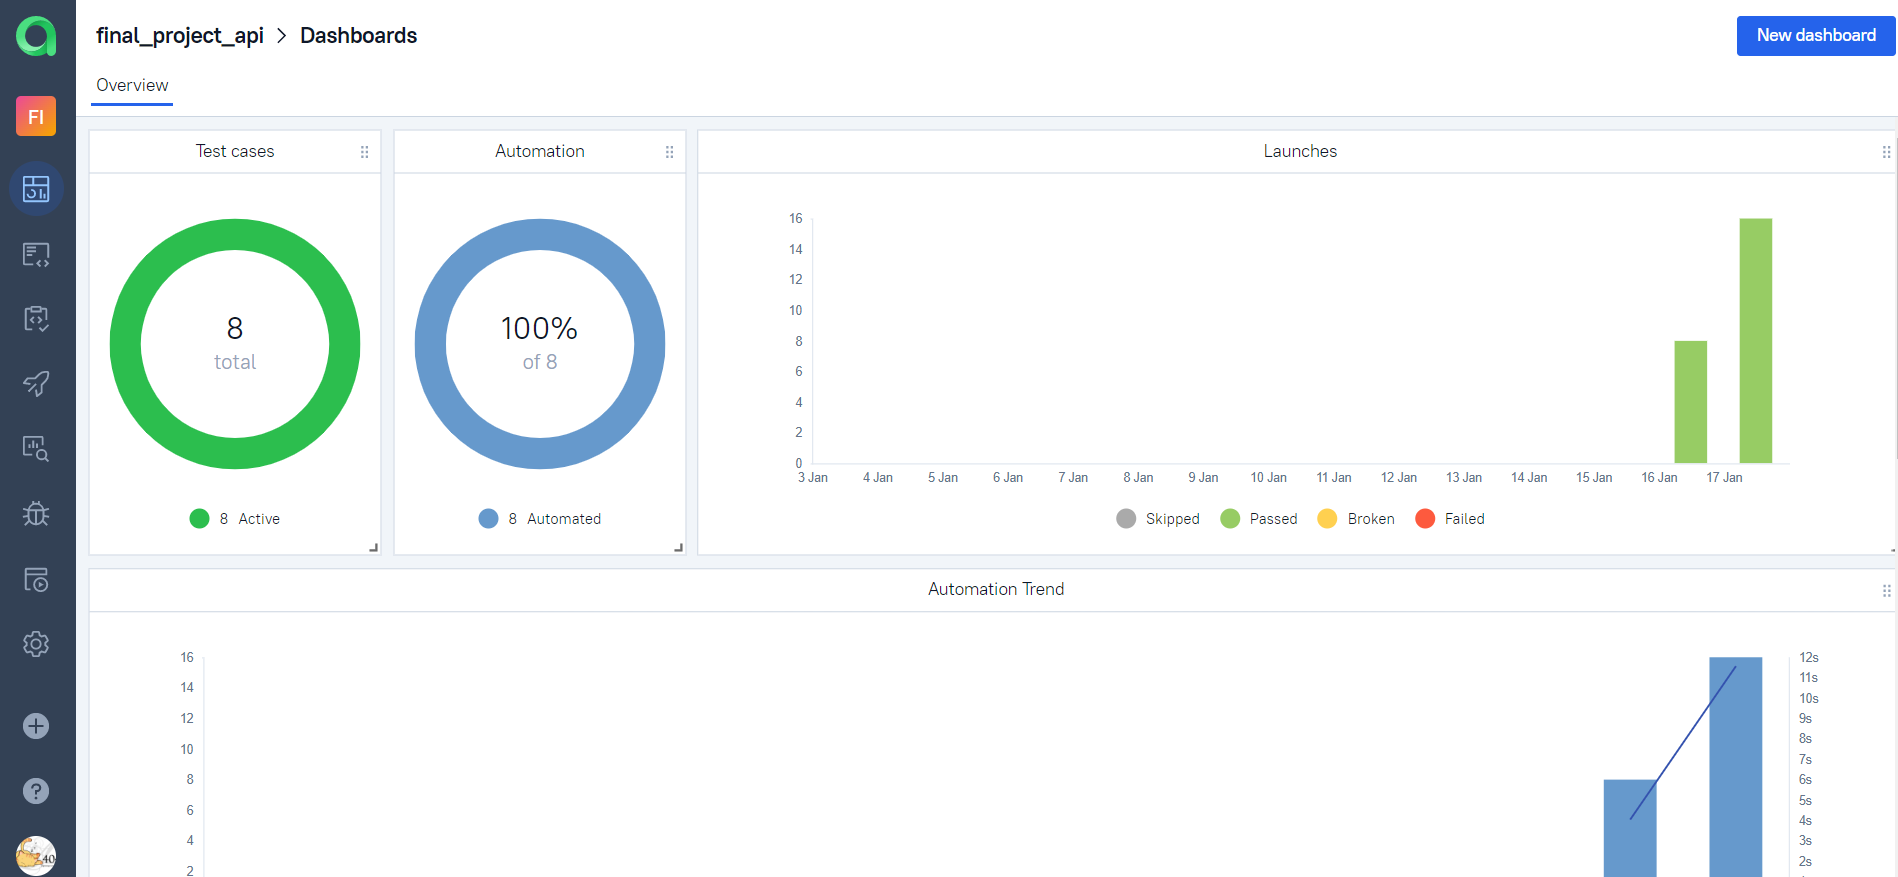 final_project_api > Dashboards
New dashboard
Overview
FI
Test cases
8
total
8 Active
Automation
100%
of 8
8 Automated
Launches
16
14
12
10
8
6
4
2
0
3 Jan 4 Jan 5 Jan 6 Jan 7 Jan 8 Jan 9 Jan 10 Jan 11 Jan 12 Jan 13 Jan 14 Jan 15 Jan 16 Jan 17 Jan
Skipped Passed Broken Failed
Automation Trend
16
14
12
10
8
6
4
2
12s
11s
10s
9s
8s
7s
6s
5s
4s
3s
2s
40